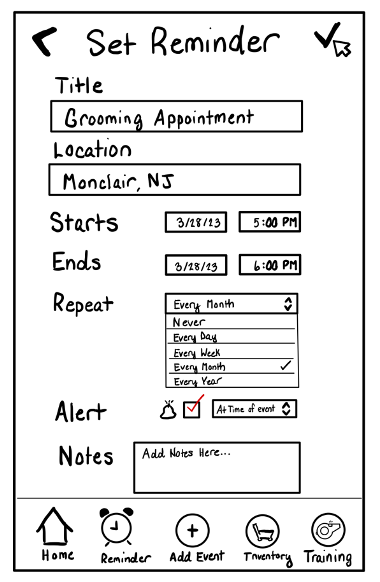 Set Reminder
Title
Grooming Appointment
Location
Monclair, NJ
Starts 3/28/23 5:00 PM
Ends 3/28/23 6:00 PM
Repeat Every Month
Never
Every Day
Every Week
Every Month
Every Year
Alert At Time of event
Notes Add Notes Here...
Home Reminder Add Event Inventory Training